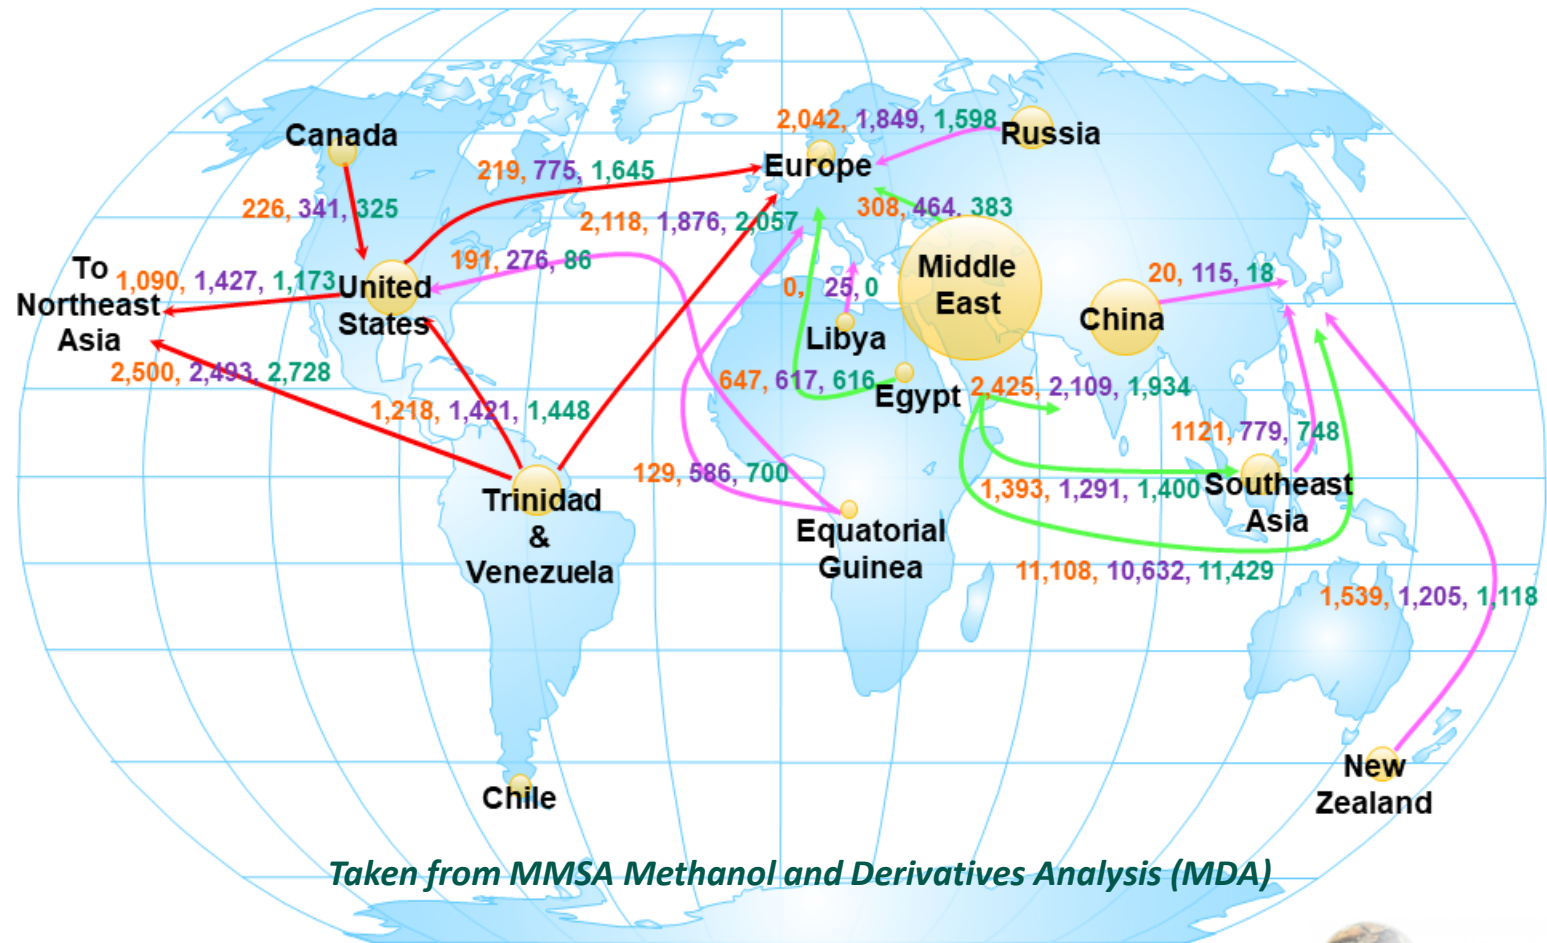 Canada
226, 341, 325
219, 775, 1,645
2,042, 1,849, 1,598
Russia
Europe
2,118, 1,876, 2,057
308, 464. 383
191, 276, 86
To
Northeast
Asia
1,090, 1,427, 1,173
United
States
0, 25, 0
Libya
Middle
East
20, 115, 18
China
2,500, 2,493, 2,728
1,218, 1,421, 1,448
647, 617, 616
Egypt
2,425, 2,109, 1,934
1121, 779, 748
129, 586, 700
1,393, 1,291, 1,400
Southeast
Asia
Trinidad
&
Venezuela
Equatorial
Guinea
11,108, 10,632, 11,429
1,539, 1,205, 1,118
New
Zealand
Chile
Taken from MMSA Methanol and Derivatives Analysis (MDA)